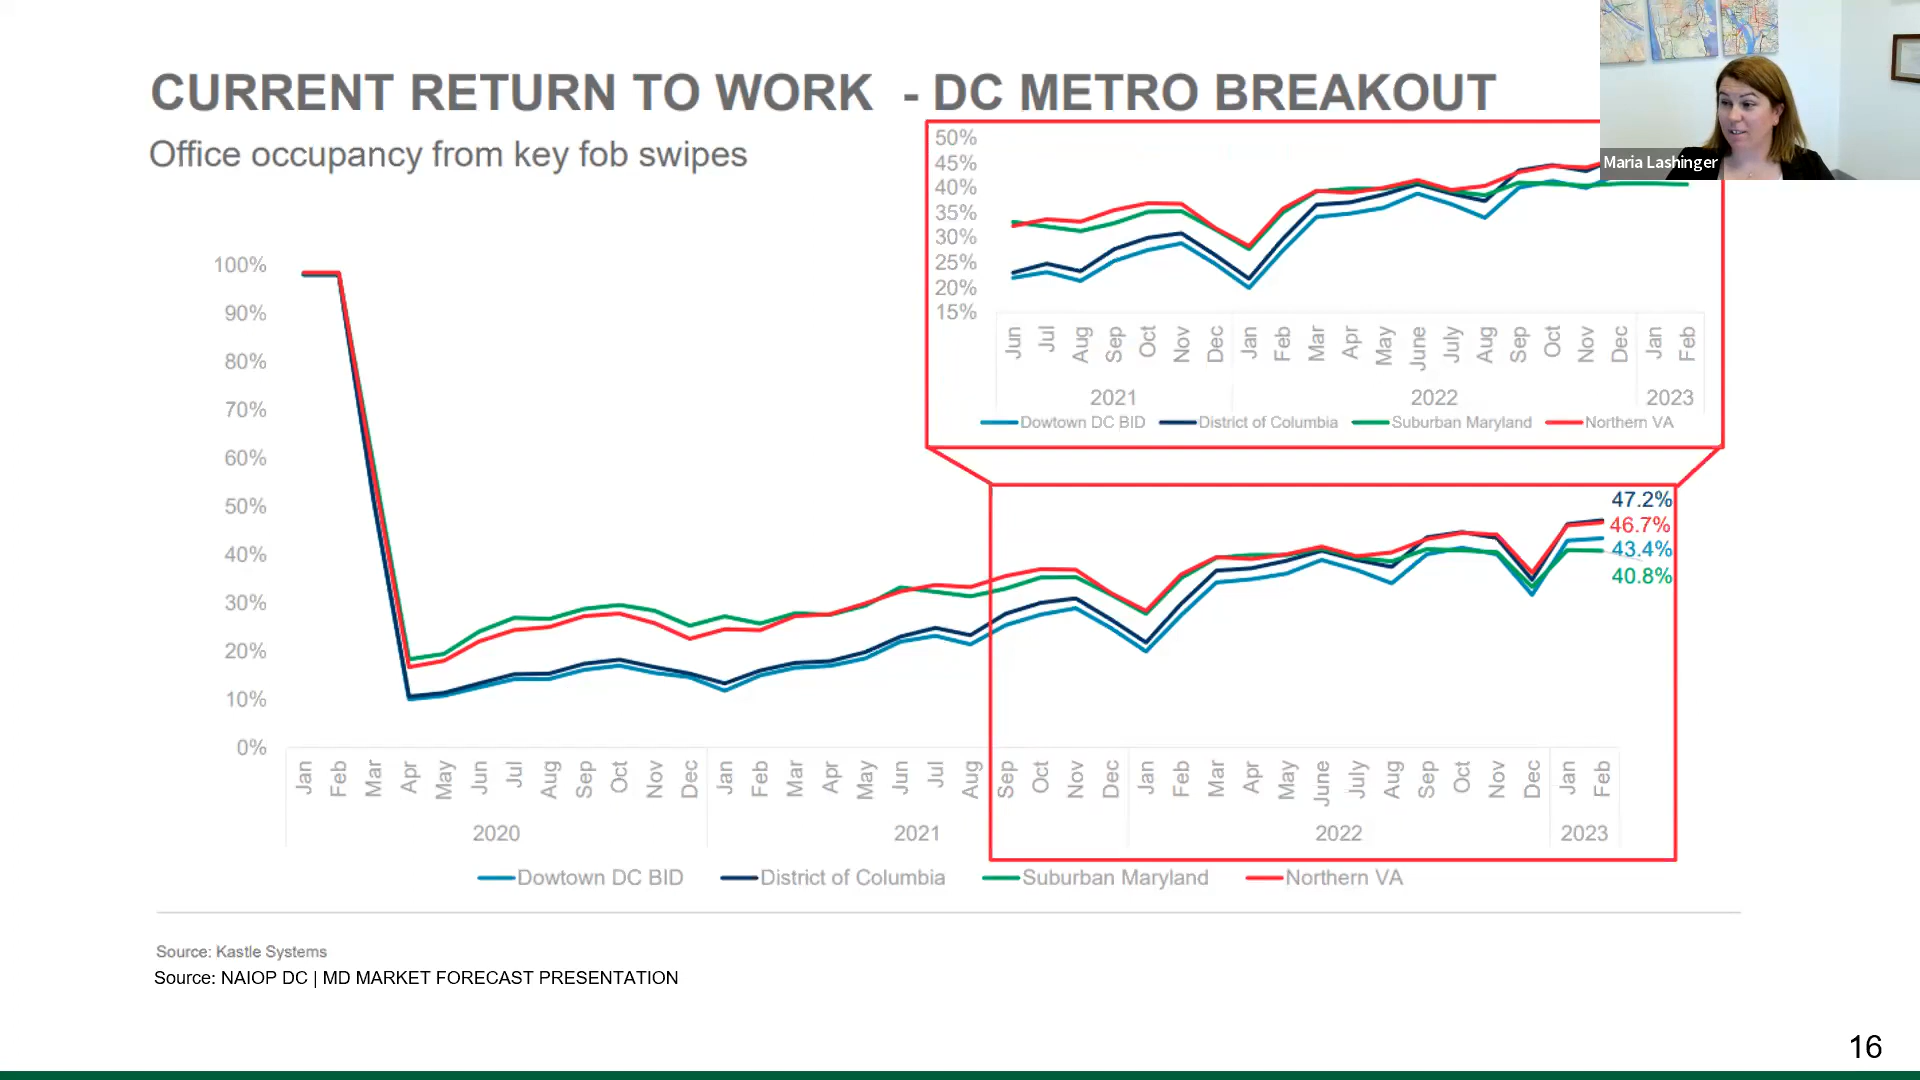 CURRENT RETURN TO WORK - DC METRO BREAKOUT
Office occupancy from key fob swipes
Maria Lashinger
50%
45%
40%
35%
30%
25%
20%
15%
Jun Jul Aug Sep Oct Nov Dec Jan Feb Mar Apr May June July Aug Sep Oct Nov Dec Jan Feb
2021 2022 2023
Dowtown DC BID District of Columbia Suburban Maryland Northern VA
100%
90%
80%
70%
60%
50%
40%
30%
20%
10%
0%
47.2%
46.7%
43.4%
40.8%
Jan Feb Mar Apr May Jun Jul Aug Sep Oct Nov Dec Jan Feb Mar Apr May Jun Jul Aug Sep Oct Nov Dec Jan Feb Mar Apr May June July Aug Sep Oct Nov Dec Jan Feb
2020 2021 2022 2023
Dowtown DC BID District of Columbia Suburban Maryland Northern VA
Source: Kastle Systems
Source: NAIOP DC | MD MARKET FORECAST PRESENTATION
16